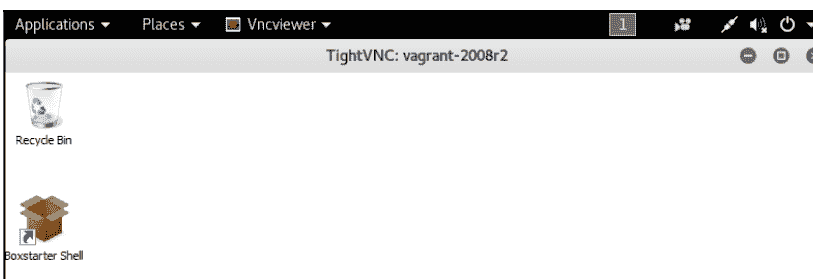 Applications Places Vncviewer 1
TightVNC: vagrant-2008r2
Recycle Bin
Boxstarter Shell